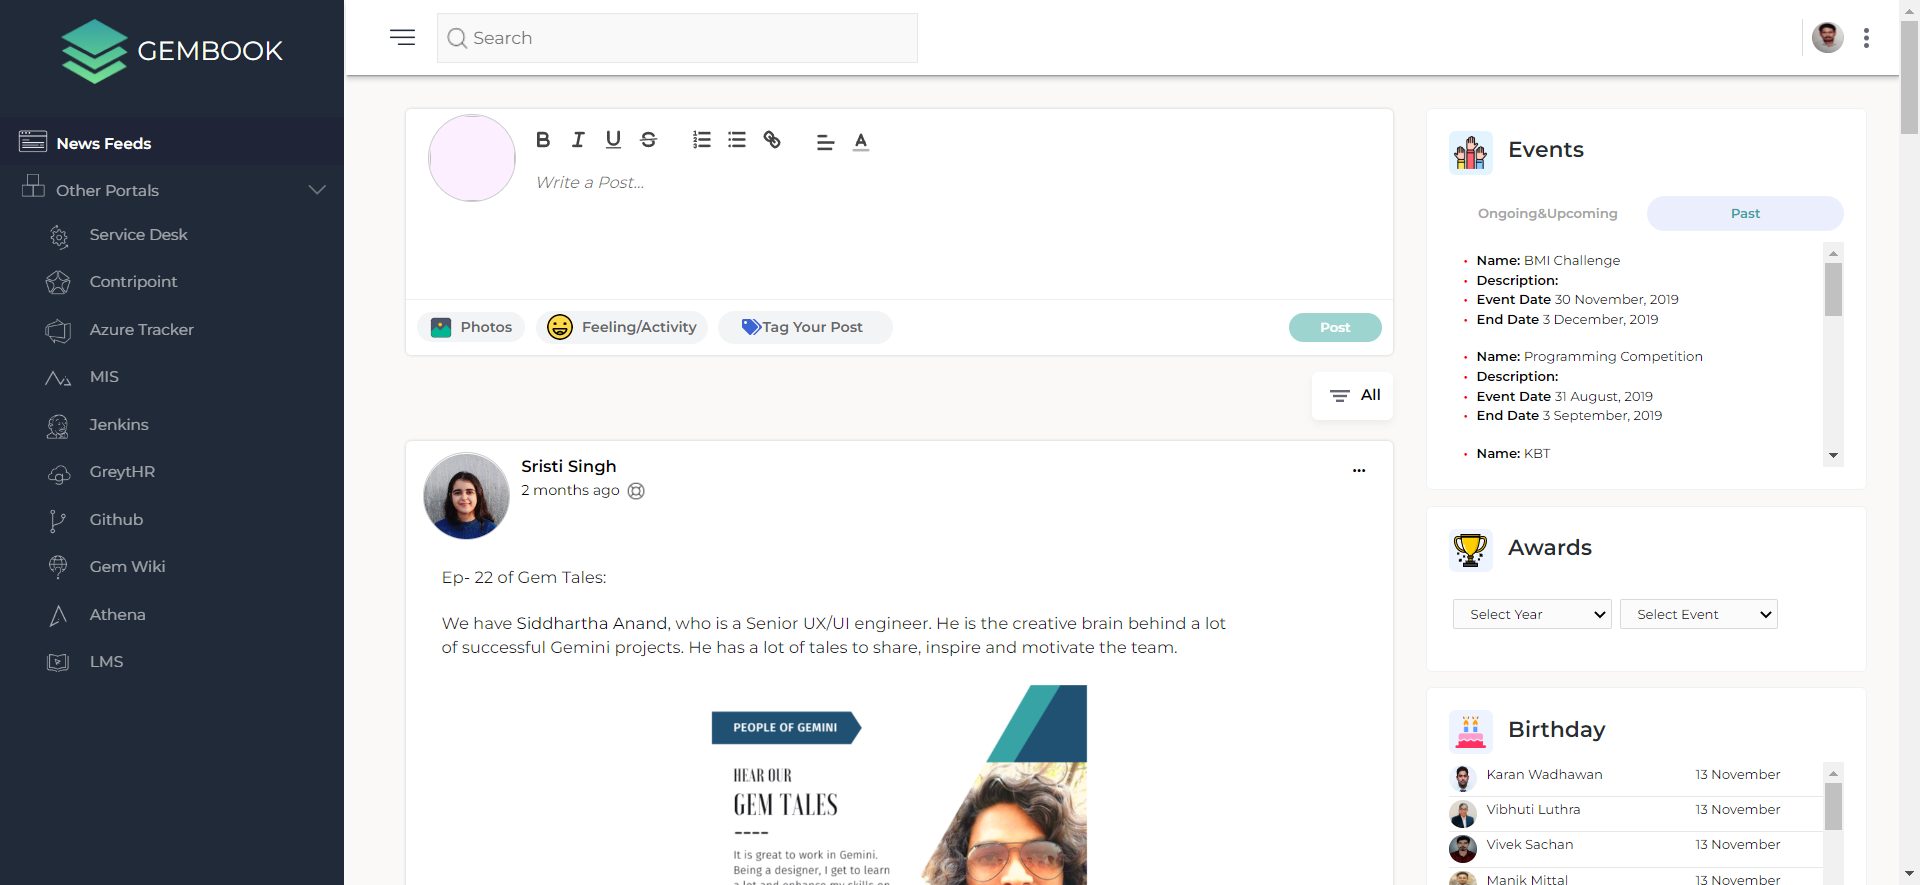 GEMBOOK
Search
News Feeds
Other Portals
Service Desk
Contripoint
Azure Tracker
MIS
Jenkins
GreytHR
Github
Gem Wiki
Athena
LMS
B I U S A
Write a Post...
Photos
Feeling/Activity
Tag Your Post
Post
All
Sristi Singh
2 months ago
Ep- 22 of Gem Tales:
We have Siddhartha Anand, who is a Senior UX/UI engineer. He is the creative brain behind a lot
of successful Gemini projects. He has a lot of tales to share, inspire and motivate the team.
PEOPLE OF GEMINI
HEAR OUR
GEM TALES
It is great to work in Gemini.
Being a designer, I get to learn
a lot and enhance my skills on
Events
Ongoing&Upcoming
Past
Name: BMI Challenge
Description:
Event Date 30 November, 2019
End Date 3 December, 2019
Name: Programming Competition
Description:
Event Date 31 August, 2019
End Date 3 September, 2019
Name: KBT
Awards
Select Year
Select Event
Birthday
Karan Wadhawan 13 November
Vibhuti Luthra 13 November
Vivek Sachan 13 November
Manik Mittal 13 November